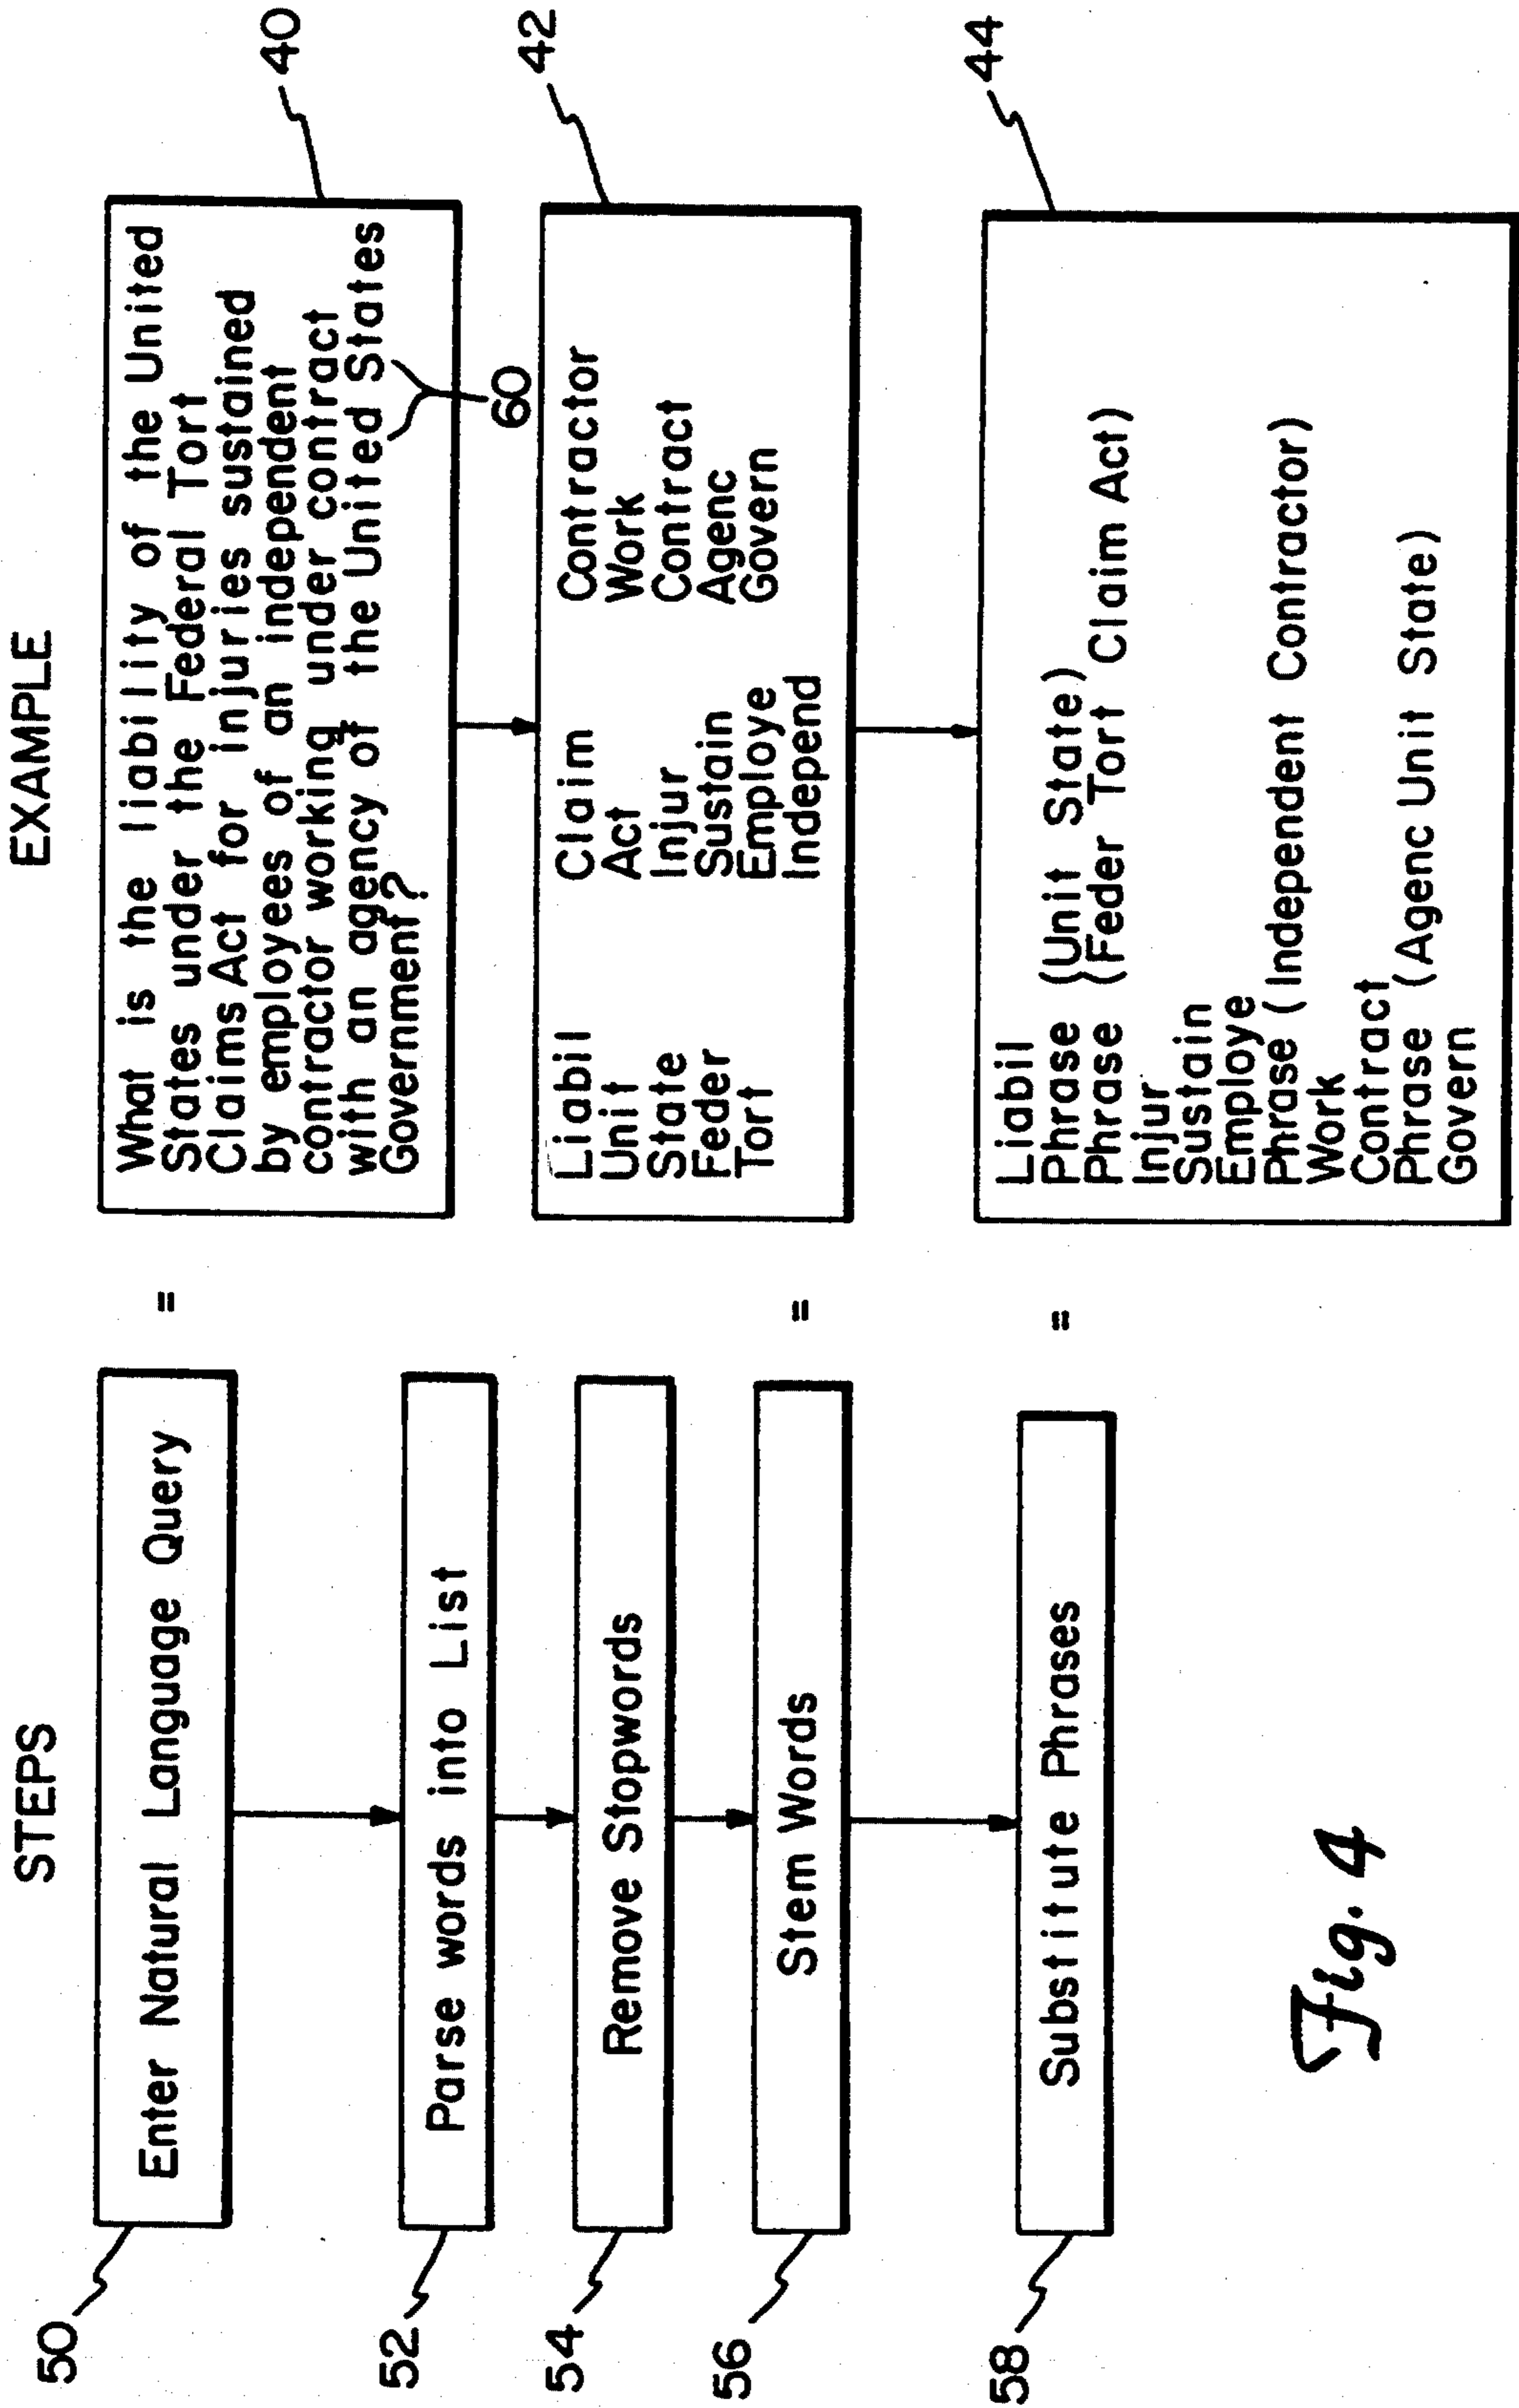 STEPS
EXAMPLE
50
Enter Natural Language Query
=
What is the liability of the United
States under the Federal Tort
Claims Act for injuries sustained
by employees of an independent
contractor working under contract
with an agency of the United States
Government?
40
60
52
Parse words into List
54
Remove Stopwords
56
Stem Words
=
Liabil
Unit
State
Feder
Tort
Claim
Act
Injur
Sustain
Employe
Independ
Contractor
Work
Contract
Agenc
Govern
42
58
Substitute Phrases
=
Liabil
Phrase (Unit State)
Phrase (Feder Tort Claim Act)
Injur
Sustain
Employe
Phrase (Independent Contractor)
Work
Contract
Phrase (Agenc Unit State)
Govern
44
Fig. 4